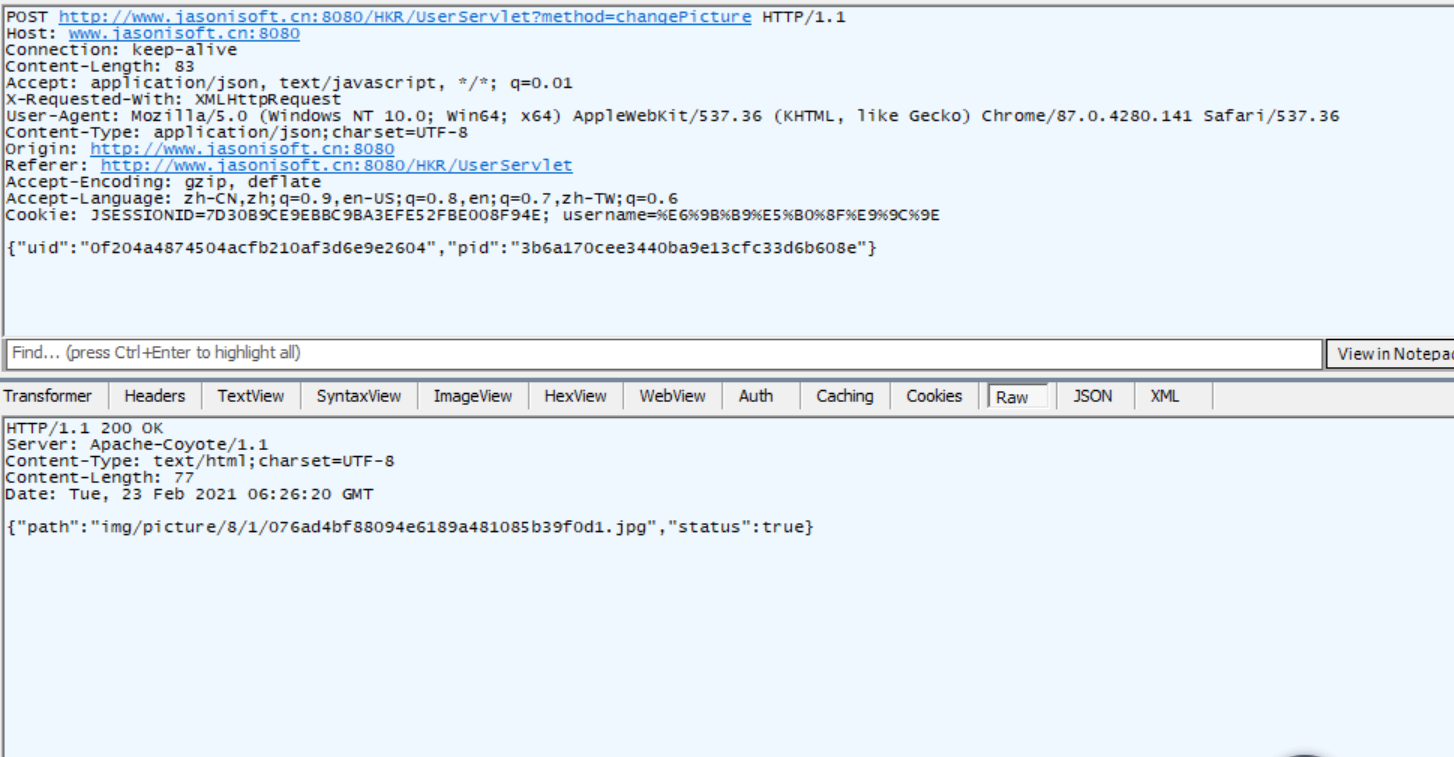 POST http://www.jasonisoft.cn:8080/HKR/UserServlet?method=changePicture HTTP/1.1
Host: www.jasonisoft.cn:8080
Connection: keep-alive
Content-Length: 83
Accept: application/json, text/javascript, */*; q=0.01
X-Requested-With: XMLHttpRequest
User-Agent: Mozilla/5.0 (Windows NT 10.0; Win64; x64) AppleWebKit/537.36 (KHTML, like Gecko) Chrome/87.0.4280.141 Safari/537.36
Content-Type: application/json;charset=UTF-8
Origin: http://www.jasonisoft.cn:8080
Referer: http://www.jasonisoft.cn:8080/HKR/UserServlet
Accept-Encoding: gzip, deflate
Accept-Language: zh-CN,zh;q=0.9,en-US;q=0.8,en;q=0.7,zh-TW;q=0.6
Cookie: JSESSIONID=7D30B9CE9EBBC9BA3EFE52FBE008F94E; username=%E6%9B%B9%E5%B0%8F%E9%9C%9E
{"uid":"0f204a4874504acfb210af3d6e9e2604","pid":"3b6a170cee3440ba9e13cfc33d6b608e"}
Find... (press Ctrl+Enter to highlight all)
View in Notepad
Transformer Headers TextView SyntaxView ImageView HexView WebView Auth Caching Cookies Raw JSON XML
HTTP/1.1 200 OK
Server: Apache-Coyote/1.1
Content-Type: text/html;charset=UTF-8
Content-Length: 77
Date: Tue, 23 Feb 2021 06:26:20 GMT
{"path":"img/picture/8/1/076ad4bf88094e6189a481085b39f0d1.jpg","status":true}